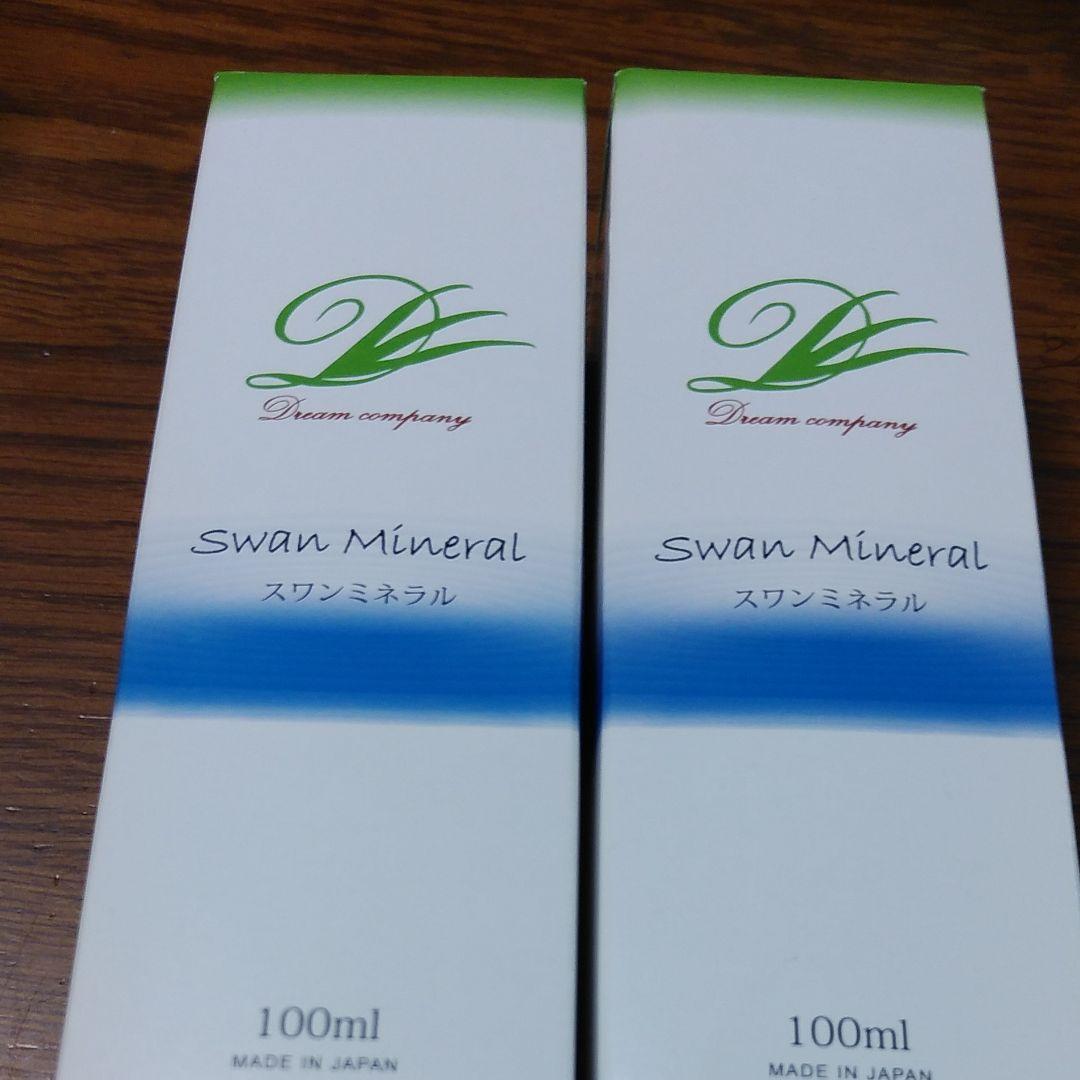 Dream company
Swan Mineral
スワンミネラル
100ml
MADE IN JAPAN
Dream company
Swan Mineral
スワンミネラル
100ml
MADE IN JAPAN